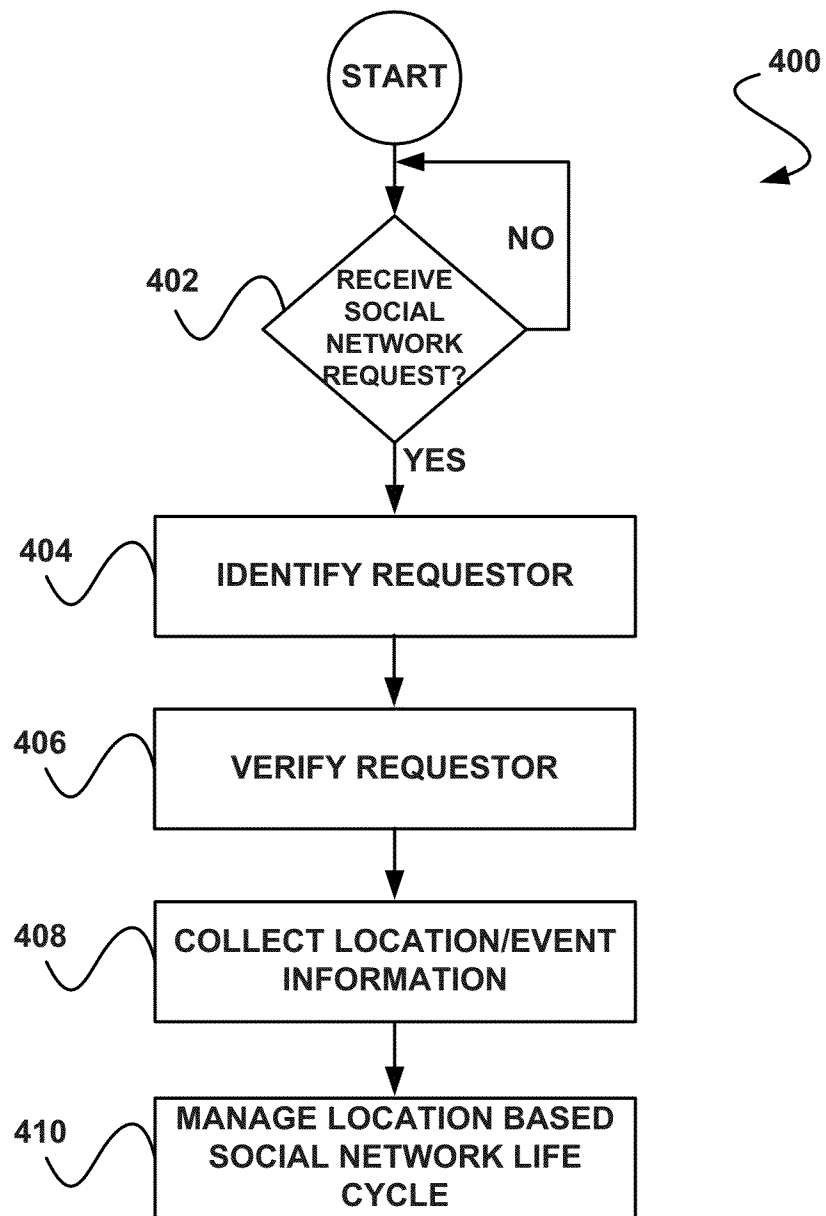 START
400
NO
402
RECEIVE
SOCIAL
NETWORK
REQUEST?
YES
404
IDENTIFY REQUESTOR
406
VERIFY REQUESTOR
408
COLLECT LOCATION/EVENT
INFORMATION
410
MANAGE LOCATION BASED
SOCIAL NETWORK LIFE
CYCLE